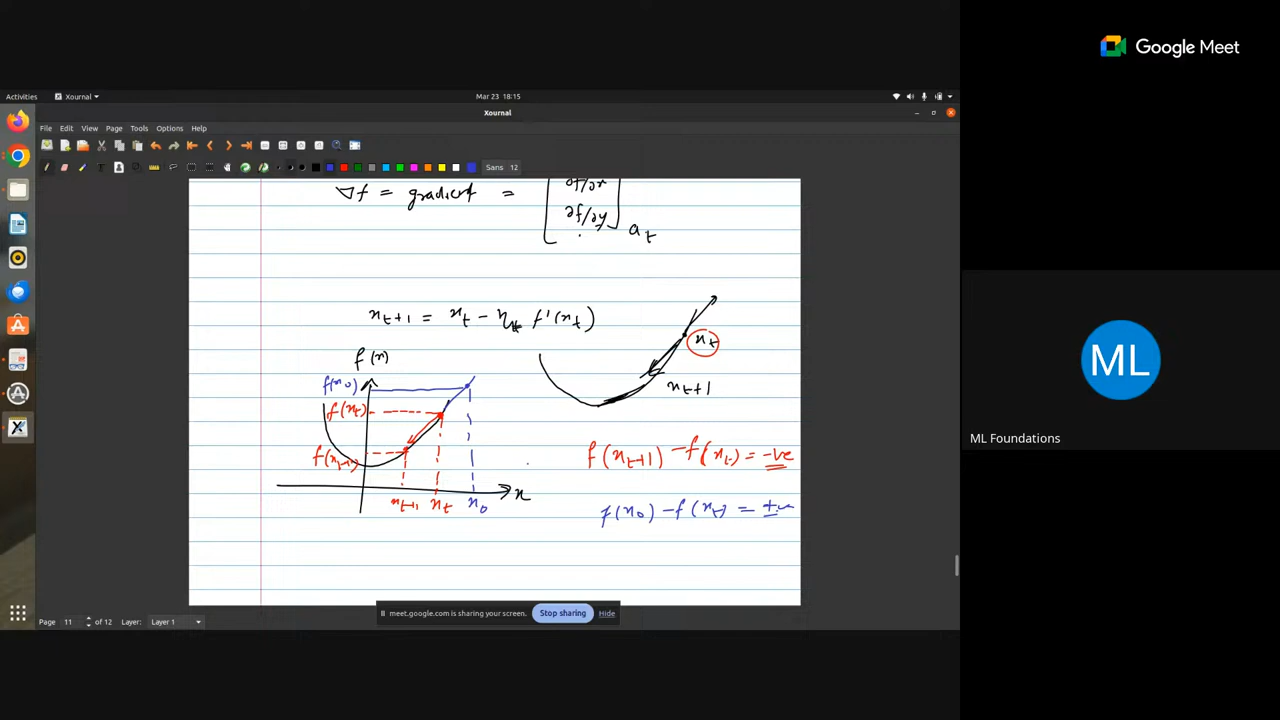 Google Meet
Activities Xournal Mar 23 18:15
Xournal
File Edit View Page Tools Options Help
Sans 12
∇f = gradient = [∂f/∂x
∂f/∂y
⋮] a_t
x_{t+1} = x_t - η_t f'(x_t)
x_t
x_{t+1}
f(x)
f(x_0)
f(x_t)
f(x_{t+1})
x_{t+1} x_t x_0 x
f(x_{t+1}) - f(x_t) = -ve
f(x_0) - f(x_t) = +ve
ML
ML Foundations
meet.google.com is sharing your screen. Stop sharing Hide
Page 11 of 12 Layer: Layer 1